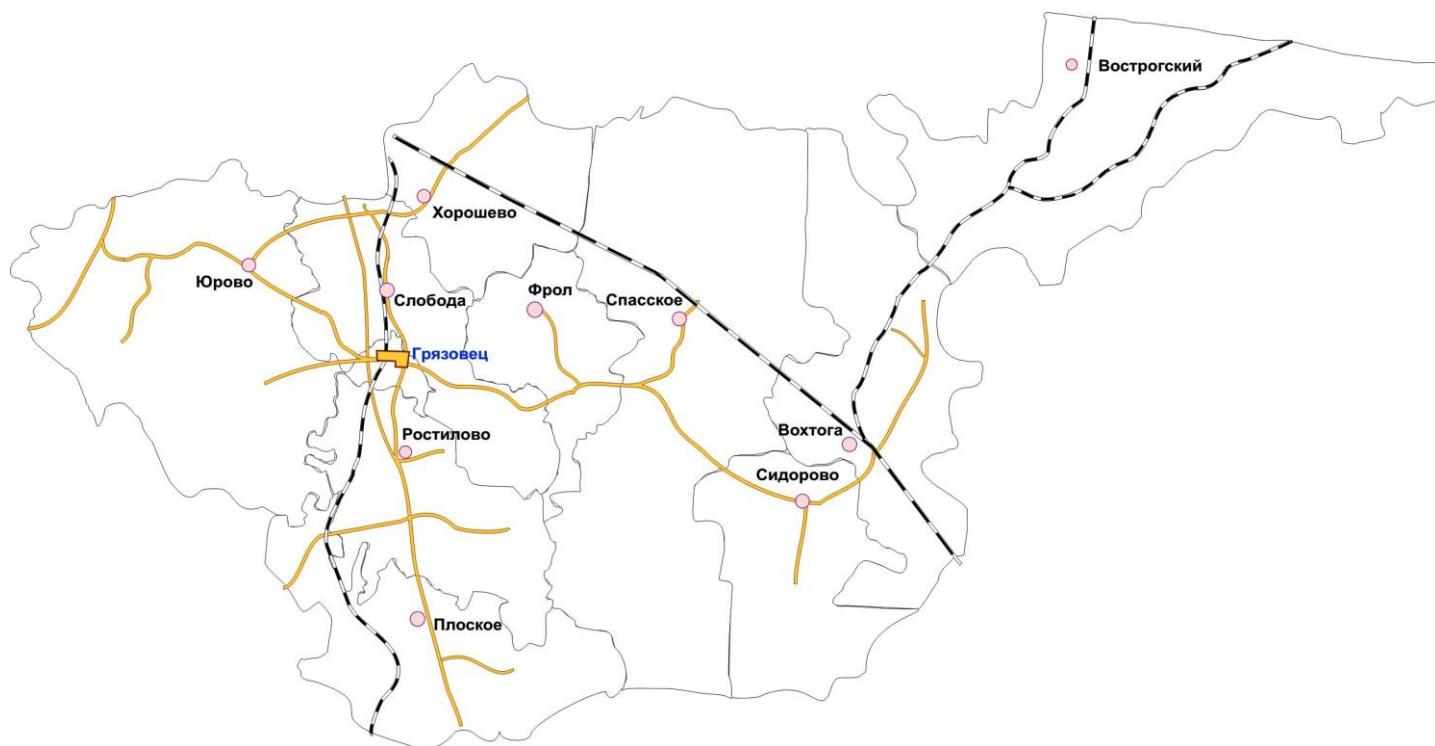 Вострогский
Хорошево
Юрово
Слобода
Фрол
Спасское
Грязовец
Ростилово
Вохтога
Сидорово
Плоское